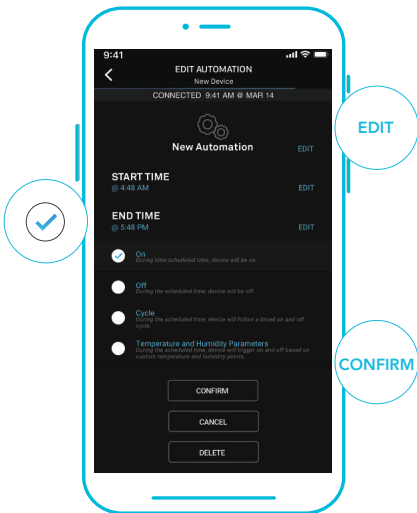 9:41
EDIT AUTOMATION
New Device
CONNECTED 9:41 AM @ MAR 14
New Automation
EDIT
START TIME
@ 4:48 AM
EDIT
END TIME
@ 5:48 PM
EDIT
On
During time scheduled time, device will be on.
Off
During the scheduled time, device will be off.
Cycle
During the scheduled time, device will follow a timed on and off
cycle.
Temperature and Humidity Parameters
During the scheduled time, device will trigger on and off based on
custom temperature and humidity points.
CONFIRM
CANCEL
DELETE
EDIT
CONFIRM